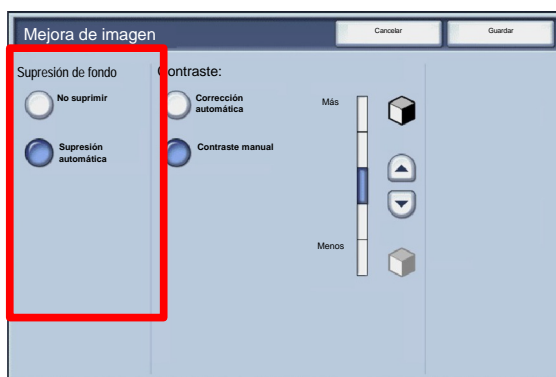 Mejora de imagen
Cancelar
Guardar
Supresión de fondo
No suprimir
Supresión
automática
Contraste:
Corrección
automática
Contraste manual
Más
Menos